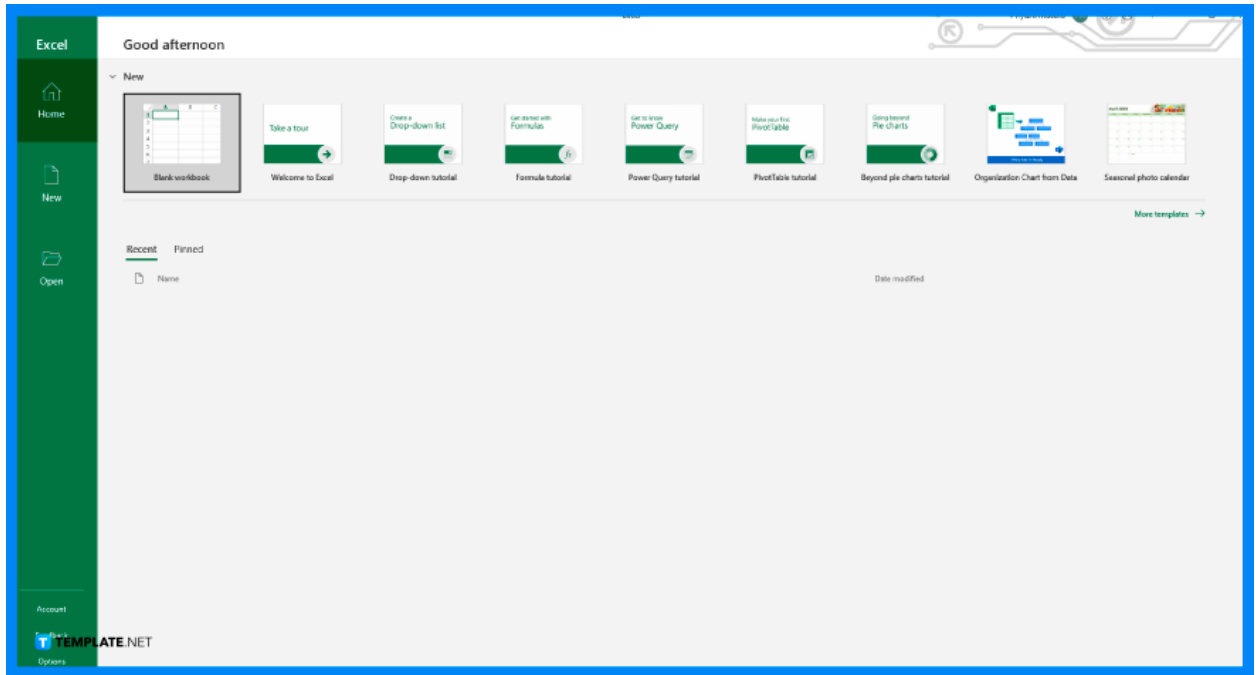 Excel
Good afternoon
Home
New
Open
Account
Options
New
Take a tour
Create a
Drop-down list
Get started with
Formulas
fx
Get to know
Power Query
Make your first
PivotTable
Going beyond
Pie charts
Blank workbook
Welcome to Excel
Drop-down tutorial
Formula tutorial
Power Query tutorial
PivotTable tutorial
Beyond pie charts tutorial
Organization Chart from Data
Seasonal photo calendar
More templates →
Recent Pinned
Name Date modified
T TEMPLATE.NET